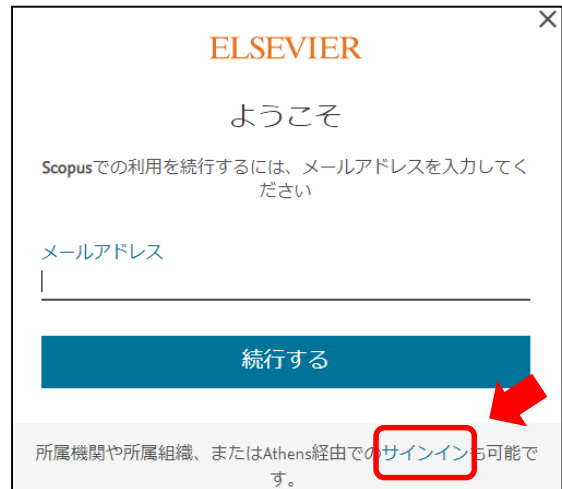 ELSEVIER
ようこそ
Scopusでの利用を続行するには、メールアドレスを入力してく
ださい
メールアドレス
続行する
所属機関や所属組織、またはAthens経由でのサインインも可能で
す。